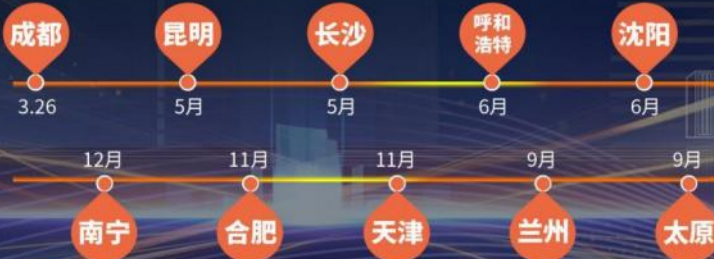 成都
昆明
长沙
呼和
浩特
沈阳
3.26
5月
5月
6月
6月
12月
11月
11月
9月
9月
南宁
合肥
天津
兰州
太原